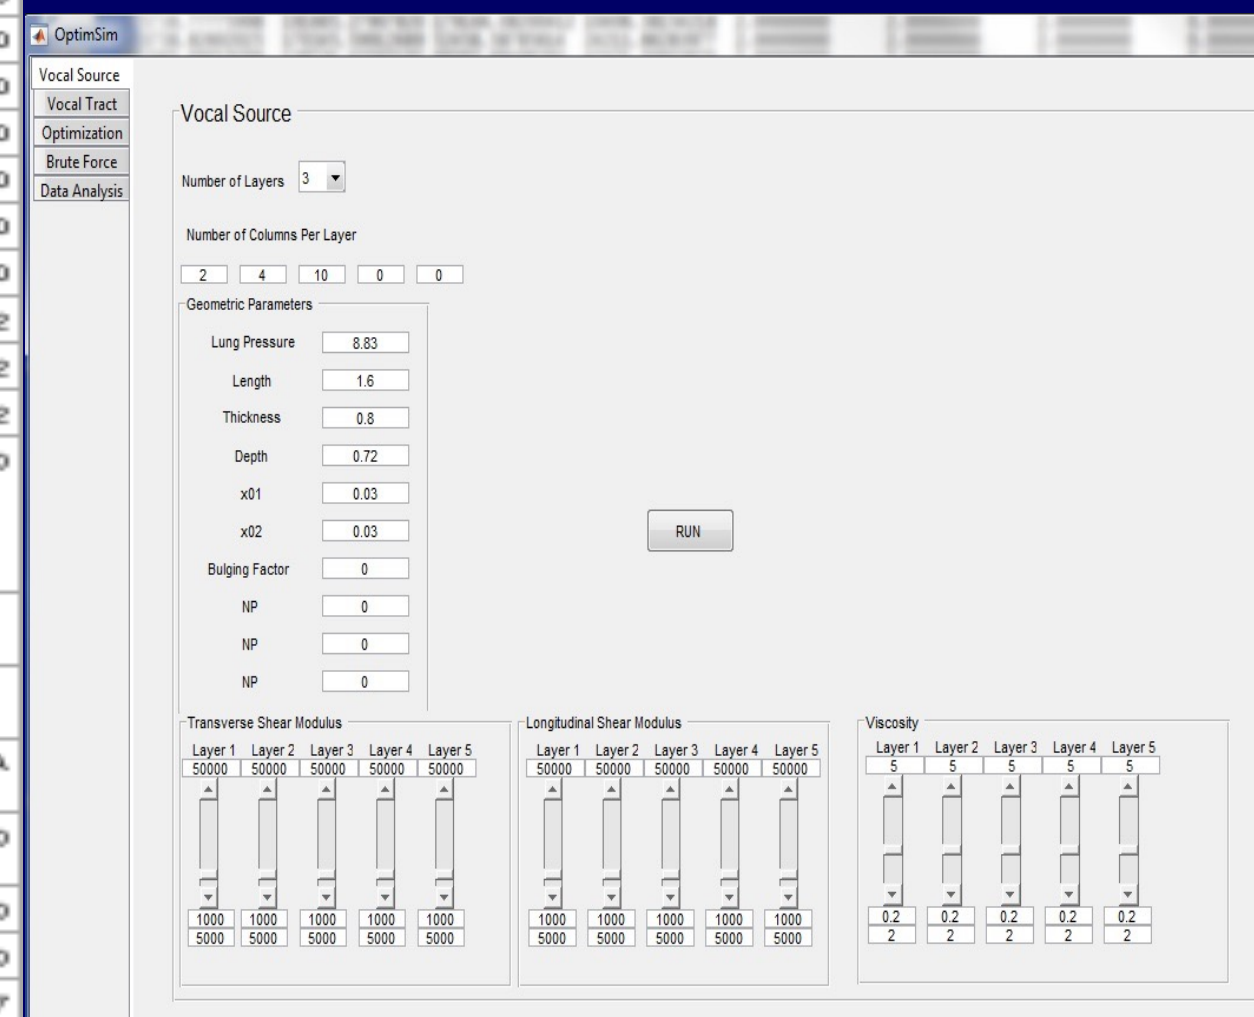 OptimSim
Vocal Source
Vocal Tract
Optimization
Brute Force
Data Analysis
Vocal Source
Number of Layers 3
Number of Columns Per Layer
2 4 10 0 0
Geometric Parameters
Lung Pressure 8.83
Length 1.6
Thickness 0.8
Depth 0.72
x01 0.03
x02 0.03
RUN
Bulging Factor 0
NP 0
NP 0
NP 0
Transverse Shear Modulus
Layer 1 Layer 2 Layer 3 Layer 4 Layer 5
50000 50000 50000 50000 50000
1000 1000 1000 1000 1000
5000 5000 5000 5000 5000
Longitudinal Shear Modulus
Layer 1 Layer 2 Layer 3 Layer 4 Layer 5
50000 50000 50000 50000 50000
1000 1000 1000 1000 1000
5000 5000 5000 5000 5000
Viscosity
Layer 1 Layer 2 Layer 3 Layer 4 Layer 5
5 5 5 5 5
0.2 0.2 0.2 0.2 0.2
2 2 2 2 2